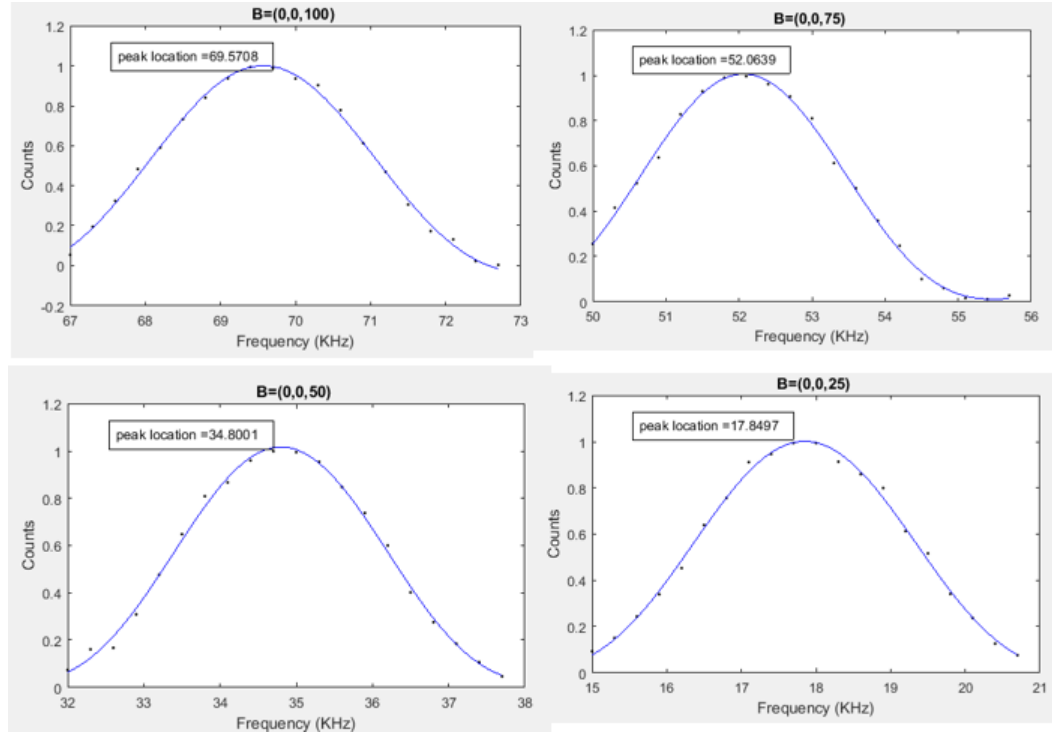 B=(0,0,100)
1.2
1
0.8
0.6
0.4
0.2
0
-0.2
Counts
peak location =69.5708
67 68 69 70 71 72 73
Frequency (KHz)
B=(0,0,75)
1.2
1
0.8
0.6
0.4
0.2
0
Counts
peak location =52.0639
50 51 52 53 54 55 56
Frequency (KHz)
B=(0,0,50)
1.2
1
0.8
0.6
0.4
0.2
0
Counts
peak location =34.8001
32 33 34 35 36 37 38
Frequency (KHz)
B=(0,0,25)
1.2
1
0.8
0.6
0.4
0.2
0
Counts
peak location =17.8497
15 16 17 18 19 20 21
Frequency (KHz)